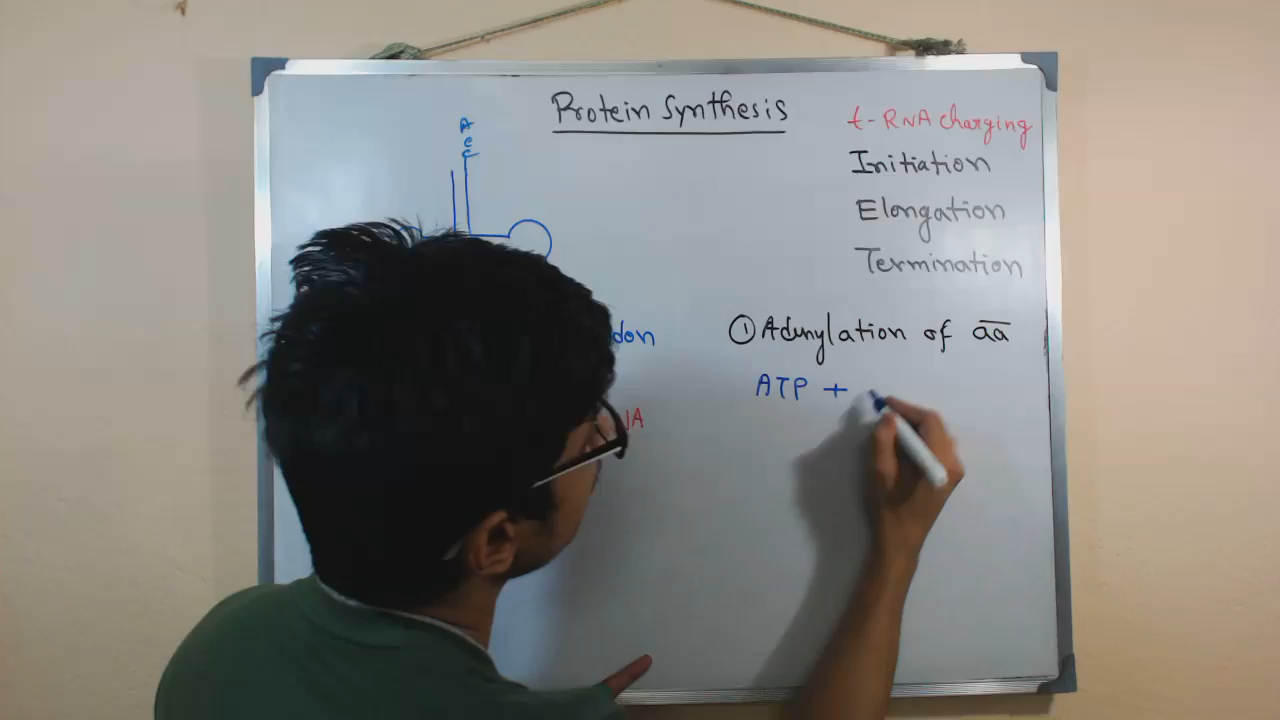 Protein Synthesis
t-RNA charging
Initiation
Elongation
Termination
A
c
c
① Adenylation of aa
ATP +